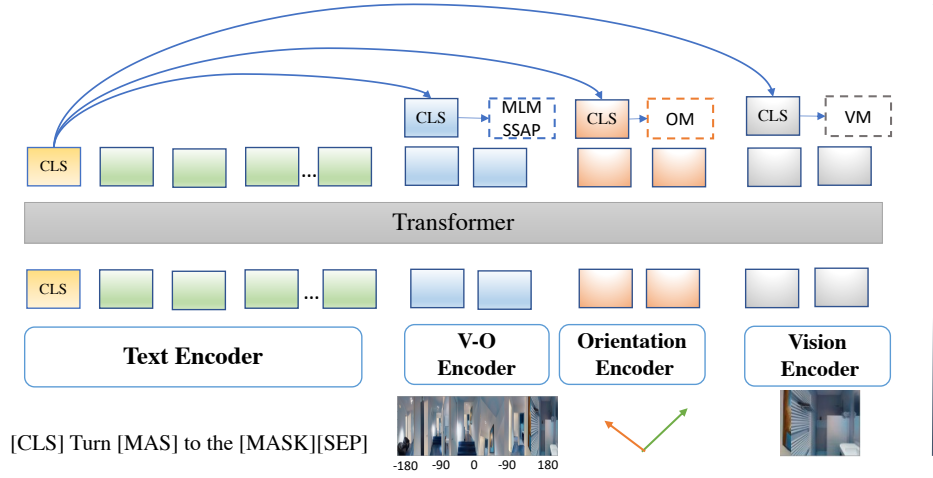 CLS
MLM
SSAP
CLS
OM
CLS
VM
CLS
...
Transformer
CLS
...
Text Encoder
V-O
Encoder
Orientation
Encoder
Vision
Encoder
[CLS] Turn [MAS] to the [MASK][SEP]
-180 -90 0 -90 180